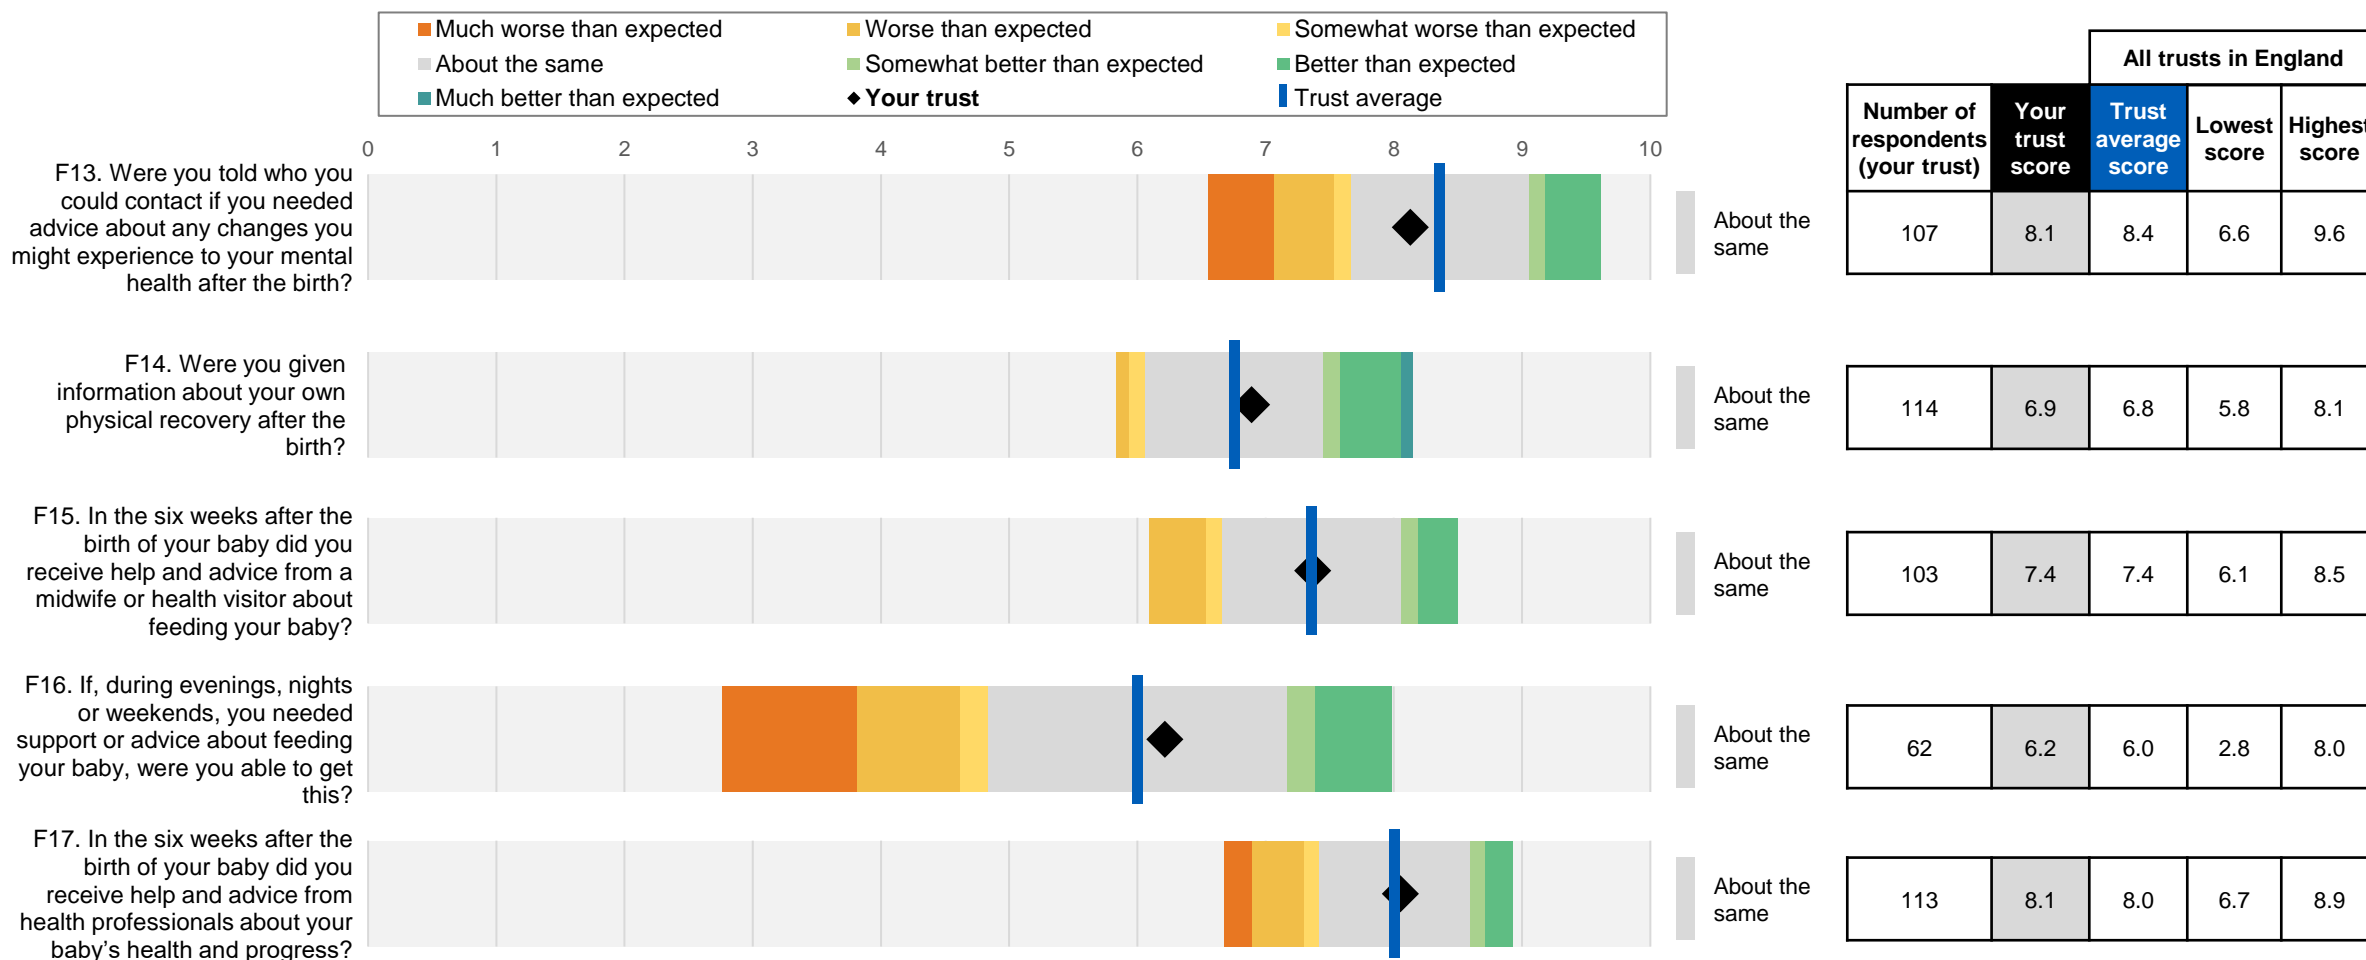 Much worse than expected
Worse than expected
Somewhat worse than expected
About the same
Somewhat better than expected
Better than expected
Much better than expected
Your trust
Trust average
All trusts in England
Number of
respondents
(your trust)
Your
trust
score
Trust
average
score
Lowest
score
Highest
score
0 1 2 3 4 5 6 7 8 9 10
F13. Were you told who you
could contact if you needed
advice about any changes you
might experience to your mental
health after the birth?
About the
same
107 8.1 8.4 6.6 9.6
F14. Were you given
information about your own
physical recovery after the
birth?
About the
same
114 6.9 6.8 5.8 8.1
F15. In the six weeks after the
birth of your baby did you
receive help and advice from a
midwife or health visitor about
feeding your baby?
About the
same
103 7.4 7.4 6.1 8.5
F16. If, during evenings, nights
or weekends, you needed
support or advice about feeding
your baby, were you able to get
this?
About the
same
62 6.2 6.0 2.8 8.0
F17. In the six weeks after the
birth of your baby did you
receive help and advice from
health professionals about your
baby's health and progress?
About the
same
113 8.1 8.0 6.7 8.9